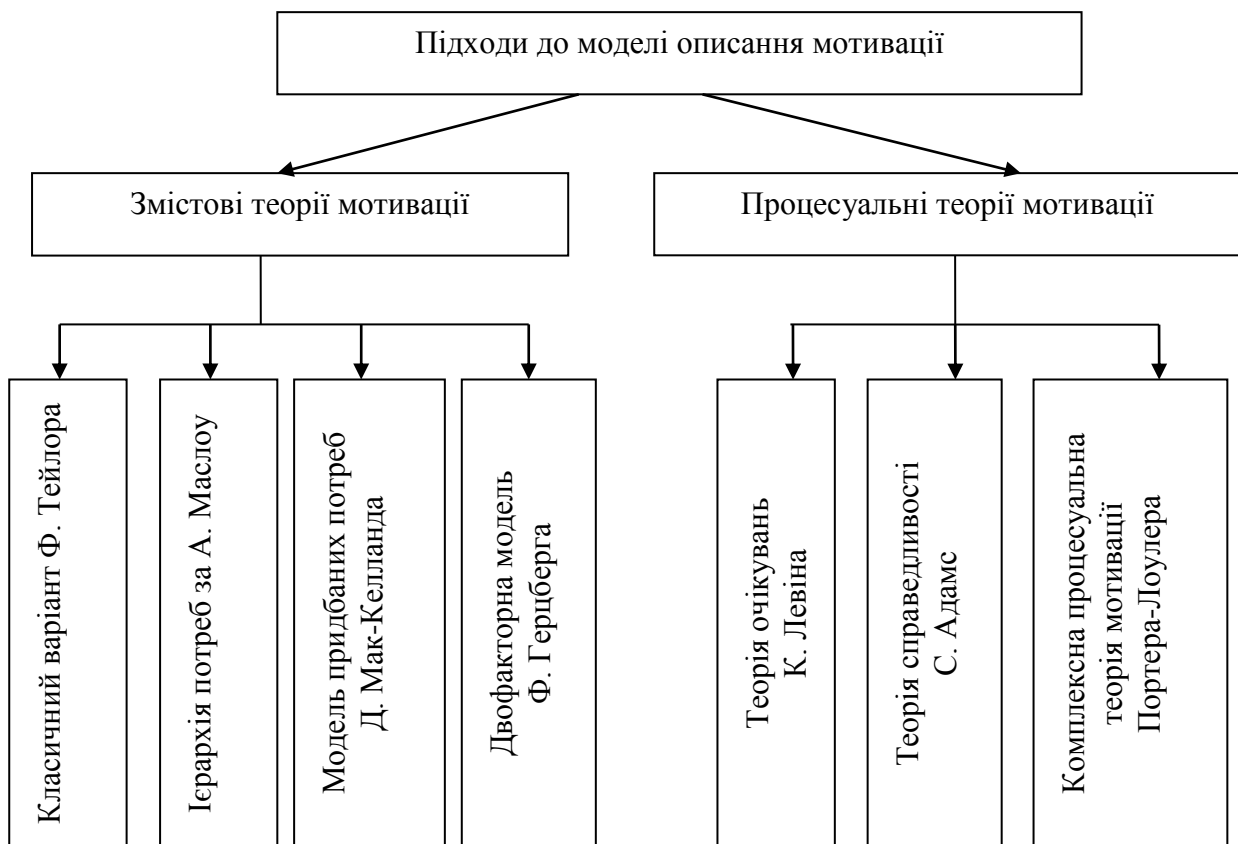 Підходи до моделі описання мотивації
Змістові теорії мотивації
Процесуальні теорії мотивації
Класичний варіант Ф. Тейлора
Ієрархія потреб за А. Маслоу
Модель придбаних потреб
Д. Мак-Келланда
Двофакторна модель
Ф. Герцберга
Теорія очікувань
К. Левіна
Теорія справедливості
С. Адамс
Комплексна процесуальна
теорія мотивації
Портера-Лоулера